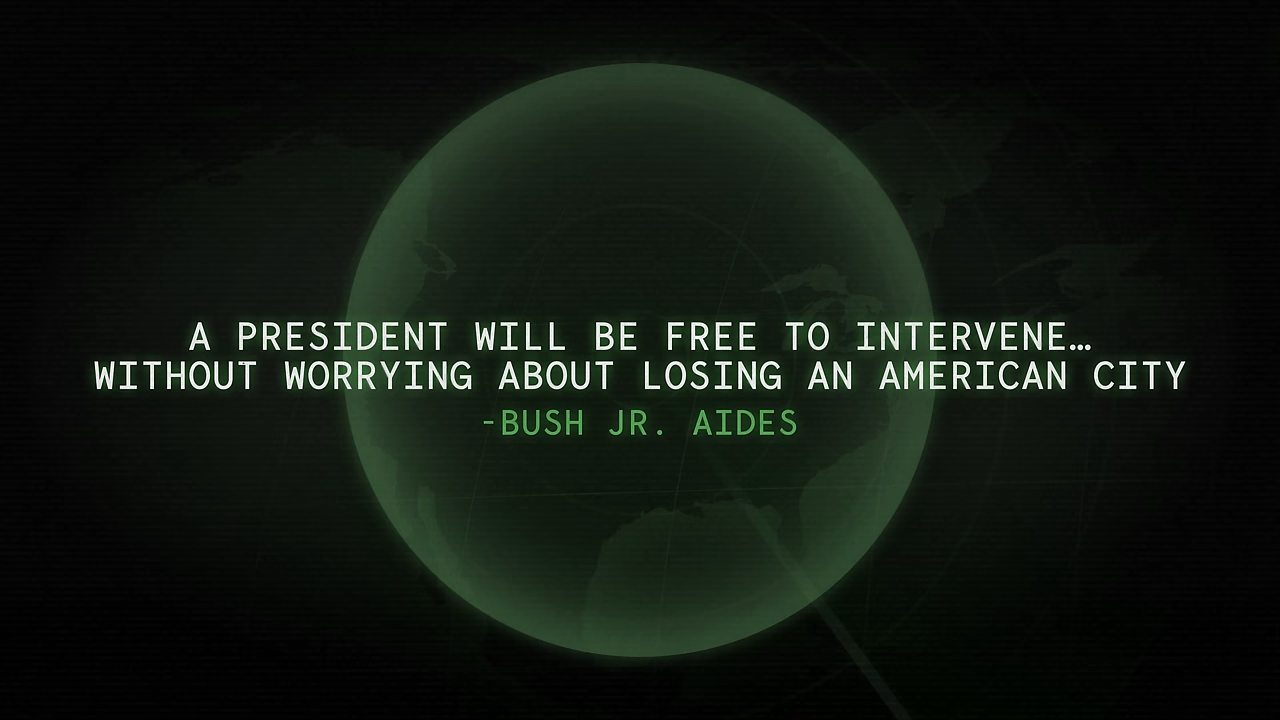 A PRESIDENT WILL BE FREE TO INTERVENE…
WITHOUT WORRYING ABOUT LOSING AN AMERICAN CITY
-BUSH JR. AIDES